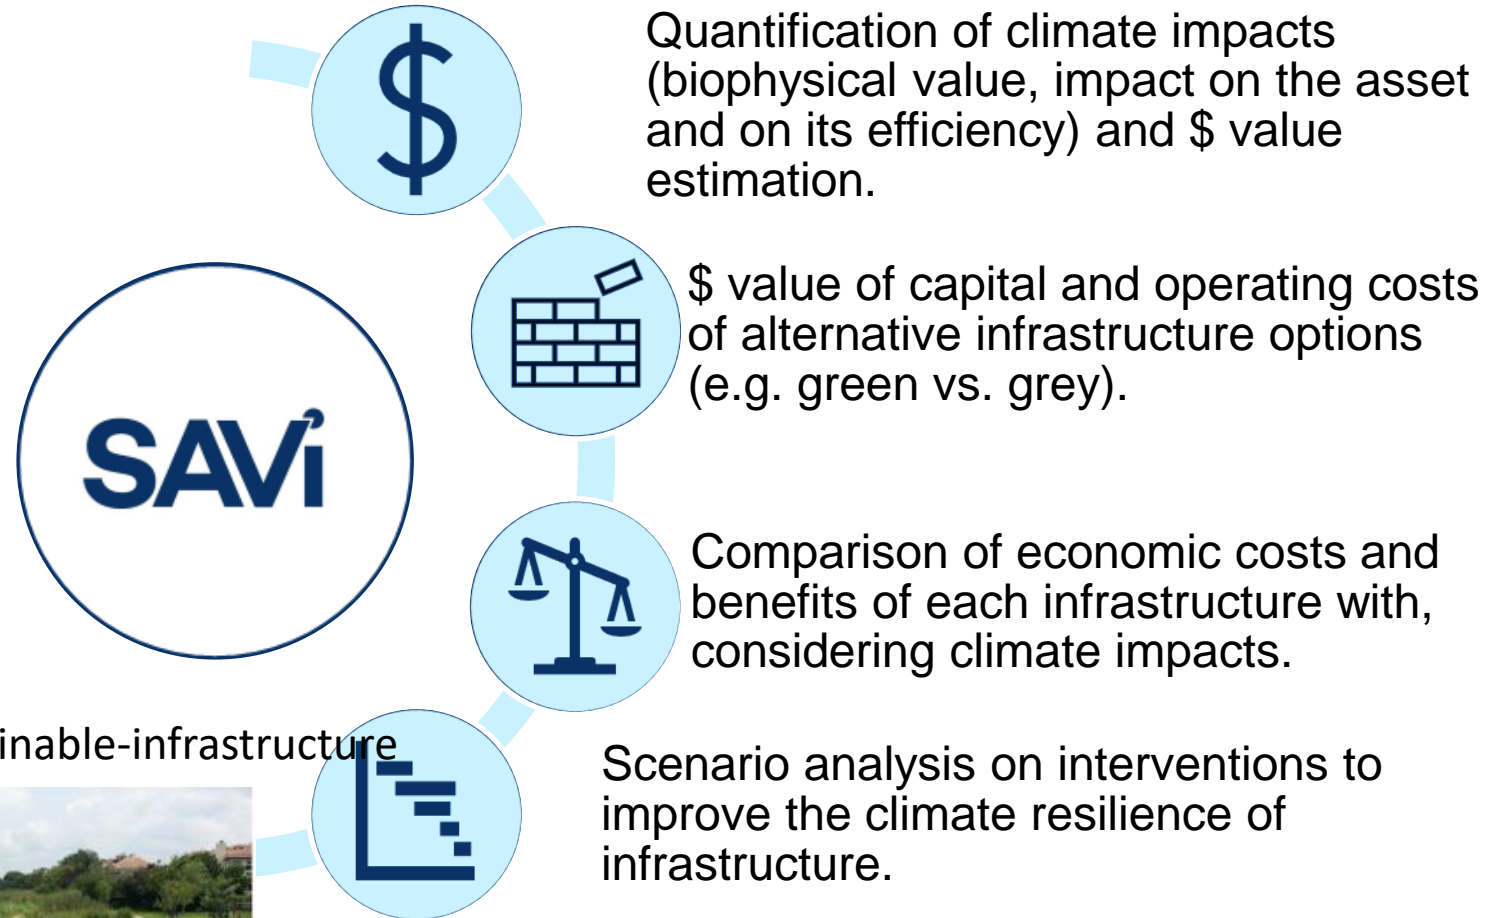 Quantification of climate impacts
(biophysical value, impact on the asset
and on its efficiency) and $ value
estimation.
$ value of capital and operating costs
of alternative infrastructure options
(e.g. green vs. grey).
SAVi
Comparison of economic costs and
benefits of each infrastructure with,
considering climate impacts.
inable-infrastructure
Scenario analysis on interventions to
improve the climate resilience of
infrastructure.